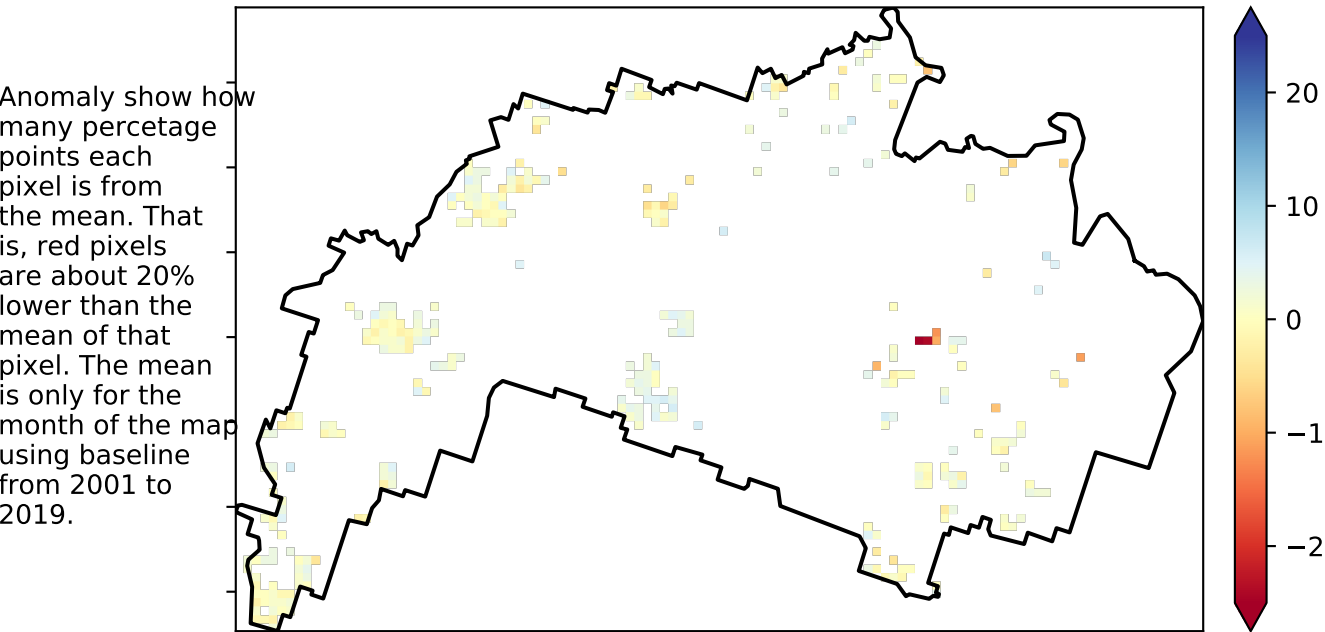 Anomaly show how
many percetage
points each
pixel is from
the mean. That
is, red pixels
are about 20%
lower than the
mean of that
pixel. The mean
is only for the
month of the map
using baseline
from 2001 to
2019.
20
10
0
−1
−2